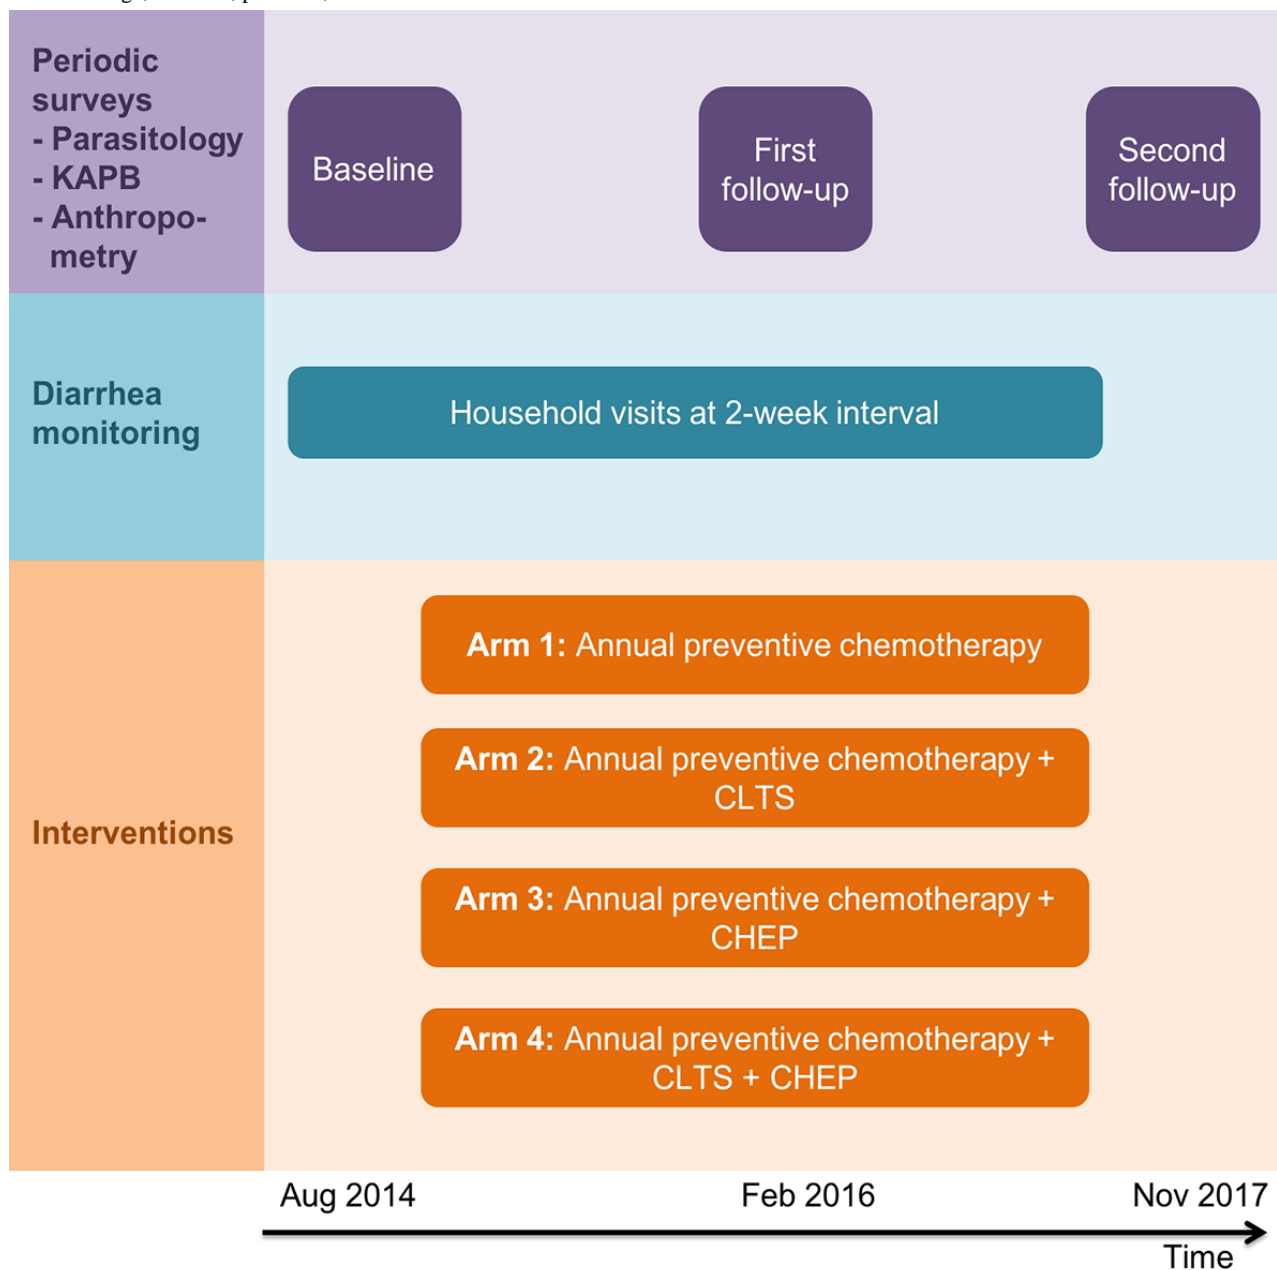 Periodic
surveys
- Parasitology
- KAPB
- Anthropo-
metry
Baseline
First
follow-up
Second
follow-up
Diarrhea
monitoring
Household visits at 2-week interval
Interventions
Arm 1: Annual preventive chemotherapy
Arm 2: Annual preventive chemotherapy +
CLTS
Arm 3: Annual preventive chemotherapy +
CHEP
Arm 4: Annual preventive chemotherapy +
CLTS + CHEP
Aug 2014
Feb 2016
Nov 2017
Time